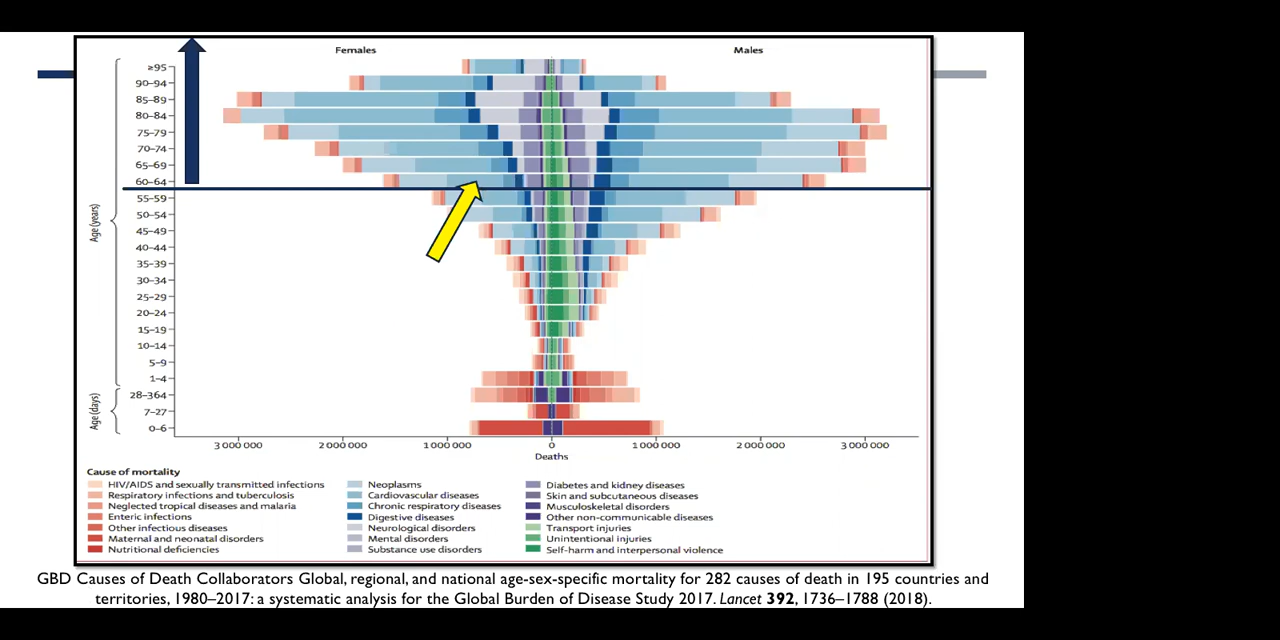 Females Males
≥95
90–94
85–89
80–84
75–79
70–74
65–69
60–64
55–59
50–54
45–49
40–44
35–39
30–34
25–29
20–24
15–19
10–14
5–9
1–4
28–364
7–27
0–6
Age (years)
Age (days)
3 000 000 2 000 000 1 000 000 0 1 000 000 2 000 000 3 000 000
Deaths
Cause of mortality
HIV/AIDS and sexually transmitted infections
Respiratory infections and tuberculosis
Neglected tropical diseases and malaria
Enteric infections
Other infectious diseases
Maternal and neonatal disorders
Nutritional deficiencies
Neoplasms
Cardiovascular diseases
Chronic respiratory diseases
Digestive diseases
Neurological disorders
Mental disorders
Substance use disorders
Diabetes and kidney diseases
Skin and subcutaneous diseases
Musculoskeletal disorders
Other non-communicable diseases
Transport injuries
Unintentional injuries
Self-harm and interpersonal violence
GBD Causes of Death Collaborators Global, regional, and national age-sex-specific mortality for 282 causes of death in 195 countries and
territories, 1980–2017: a systematic analysis for the Global Burden of Disease Study 2017. Lancet 392, 1736–1788 (2018).